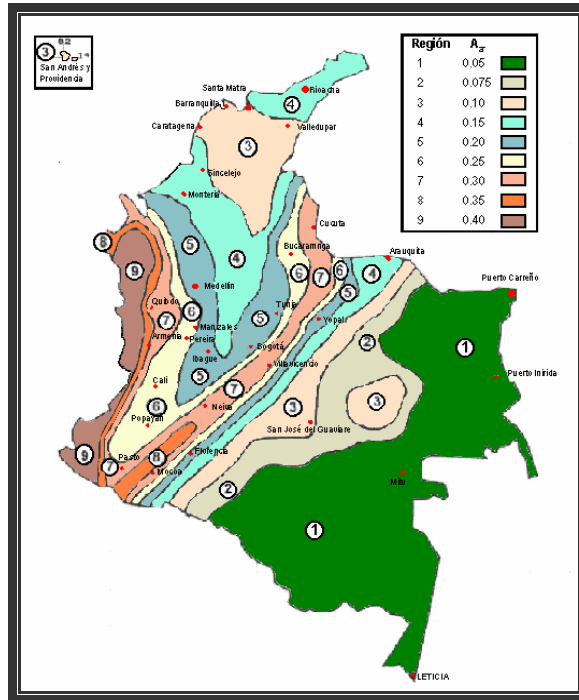 0.2
3
San Andrés y
Providencia
Región Aa
1 0.05
2 0.075
3 0.10
4 0.15
5 0.20
6 0.25
7 0.30
8 0.35
9 0.40
Santa Matra
Rioacha
4
Barranquilla
Caratagena
Valledupar
3
Sincelejo
Monteria
Cucuta
8
5
4
Bucaramnga
Arauquita
9
6
7
6
4
Puerto Carreño
Medellin
5
Quibdo
6
Tunja
7
Manizales
5
Yopal
1
Armenia
Pereira
2
Bogotá
Ibague
Villavicencio
Puerto Inirida
5
Cali
7
3
6
Neiva
3
Popayan
San José del Guaviare
9
Pasto
8
Florencia
7
Mocoa
Mitu
2
1
LETICIA